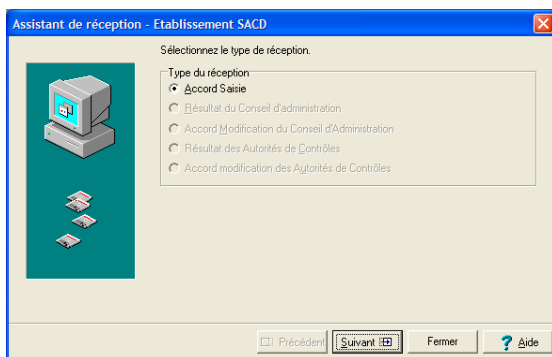 Assistant de réception - Etablissement SACD
Sélectionnez le type de réception.
Type du réception
Accord Saisie
Résultat du Conseil d'administration
Accord Modification du Conseil d'Administration
Résultat des Autorités de Contrôles
Accord modification des Autorités de Contrôles
Précédent Suivant Fermer ? Aide